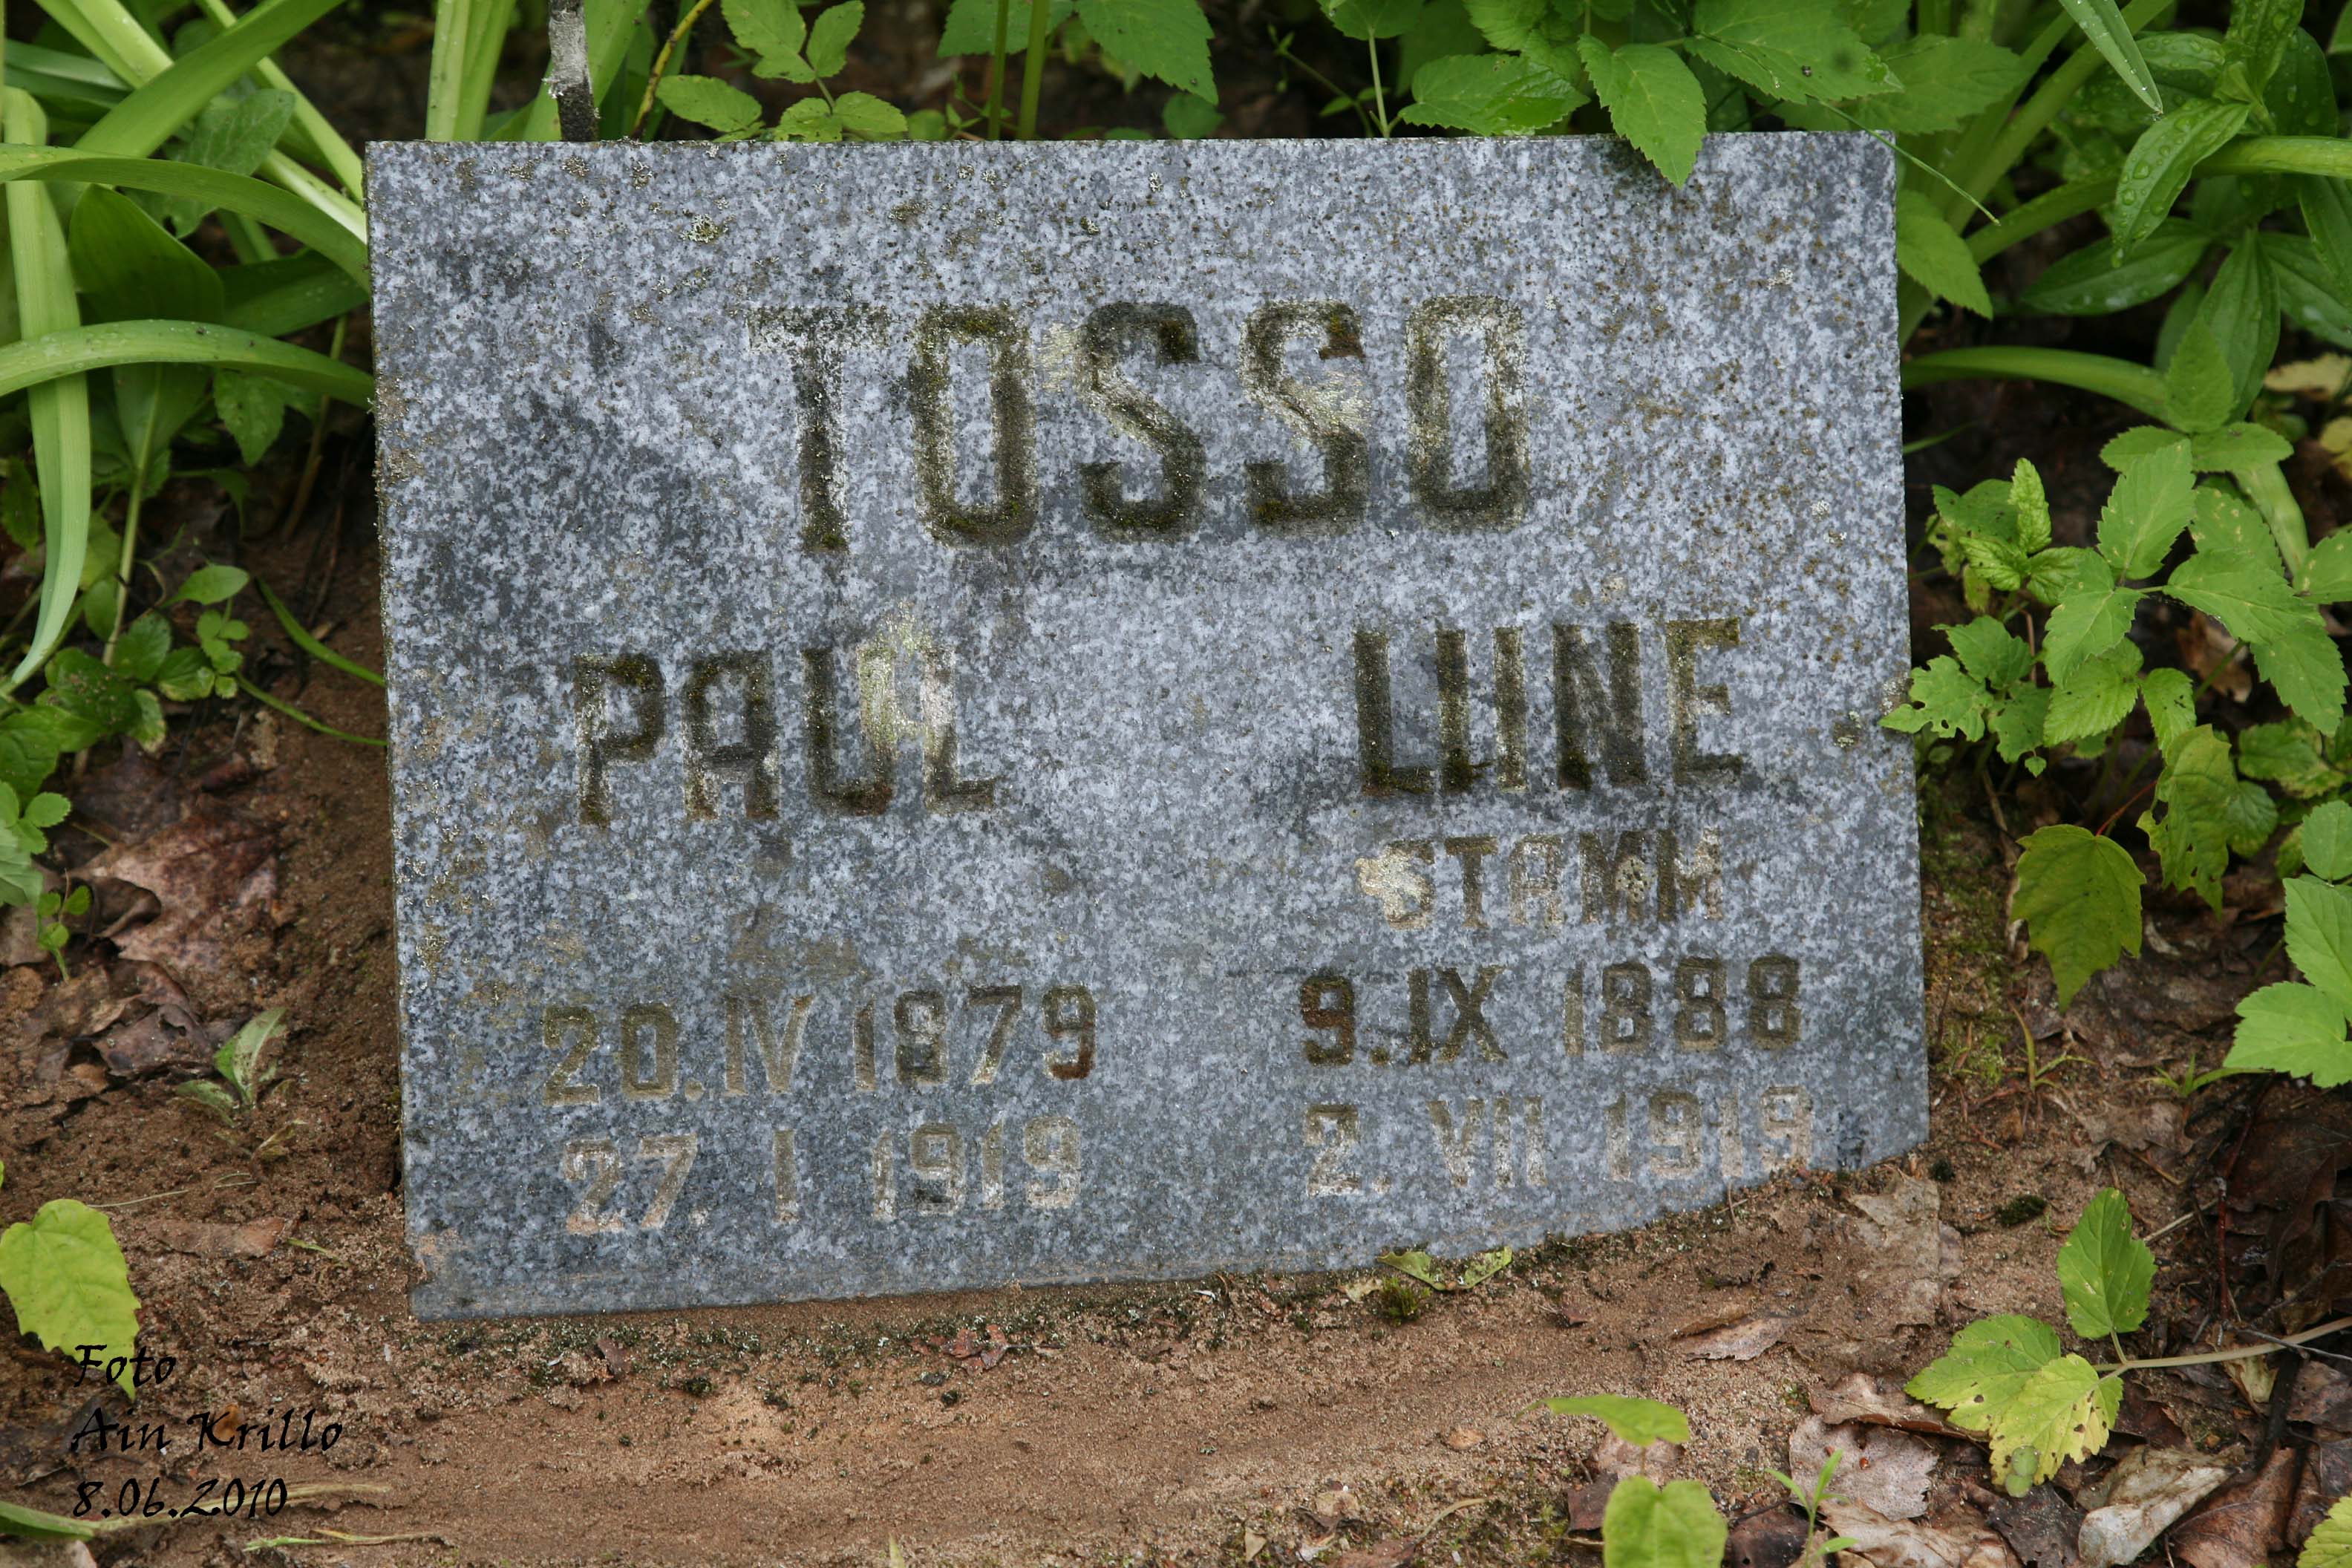 TOSSO
PAUL LIINE
STAMM
20.IV 1879 9.IX 1888
27. I 1919 2. VII 1919
Foto
Ain Krillo
8.06.2010